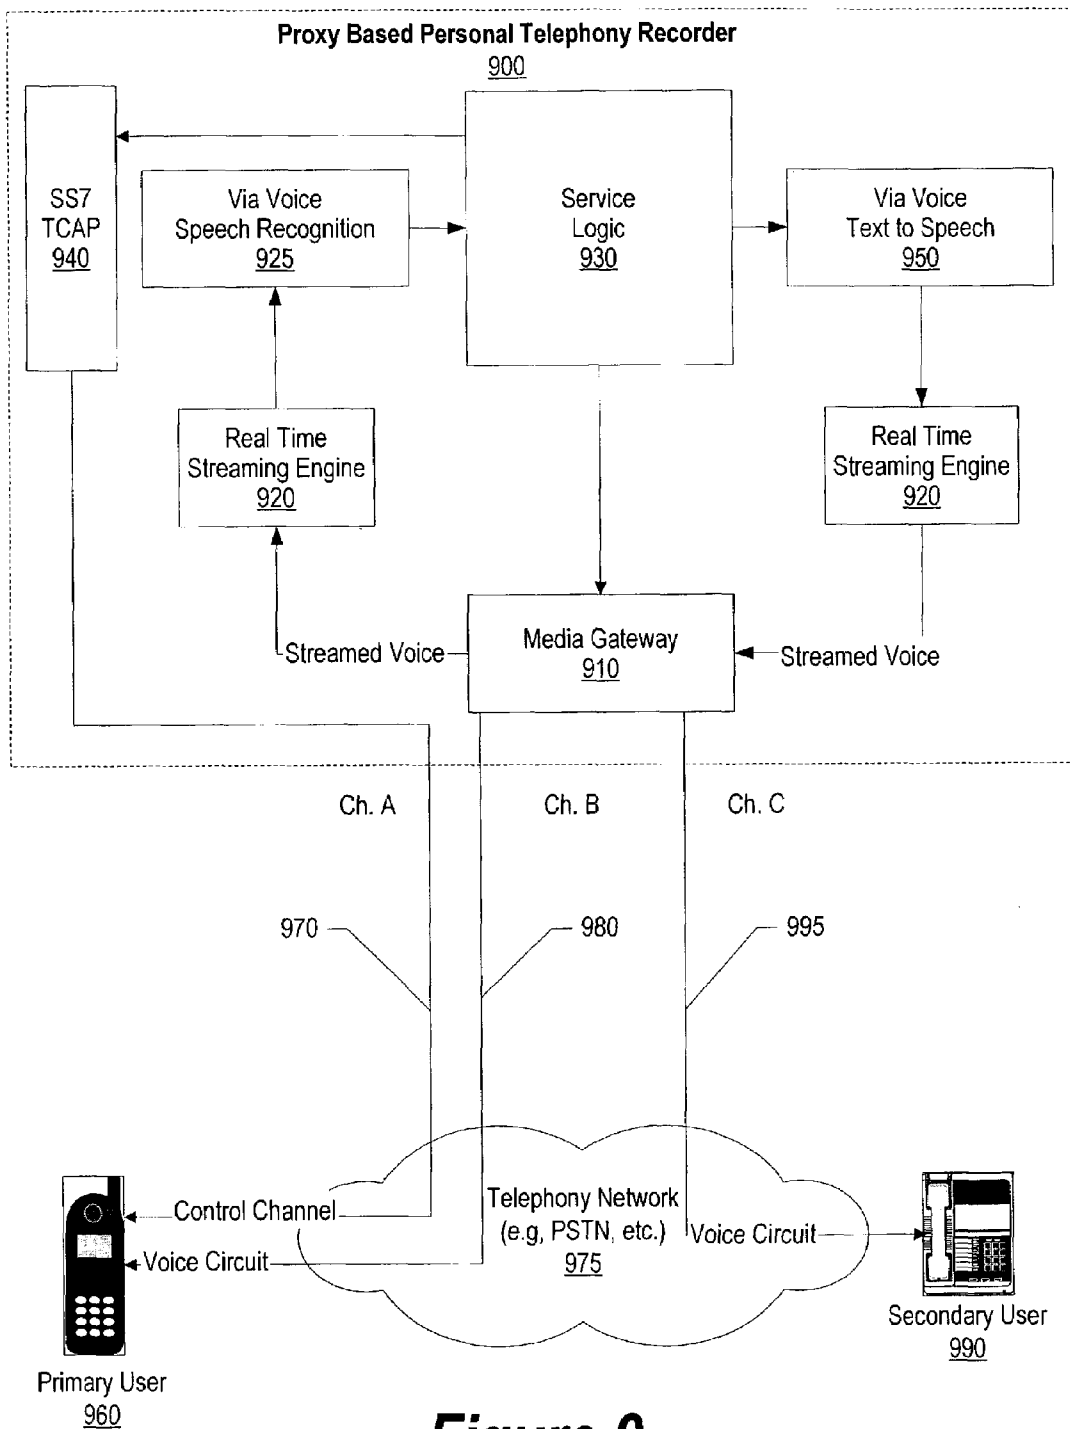 Proxy Based Personal Telephony Recorder
900
SS7
TCAP
940
Via Voice
Speech Recognition
925
Service
Logic
930
Via Voice
Text to Speech
950
Real Time
Streaming Engine
920
Real Time
Streaming Engine
920
Streamed Voice
Media Gateway
910
Streamed Voice
Ch. A
Ch. B
Ch. C
970
980
995
Control Channel
Voice Circuit
Telephony Network
(e.g, PSTN, etc.)
975
Voice Circuit
Primary User
960
Secondary User
990